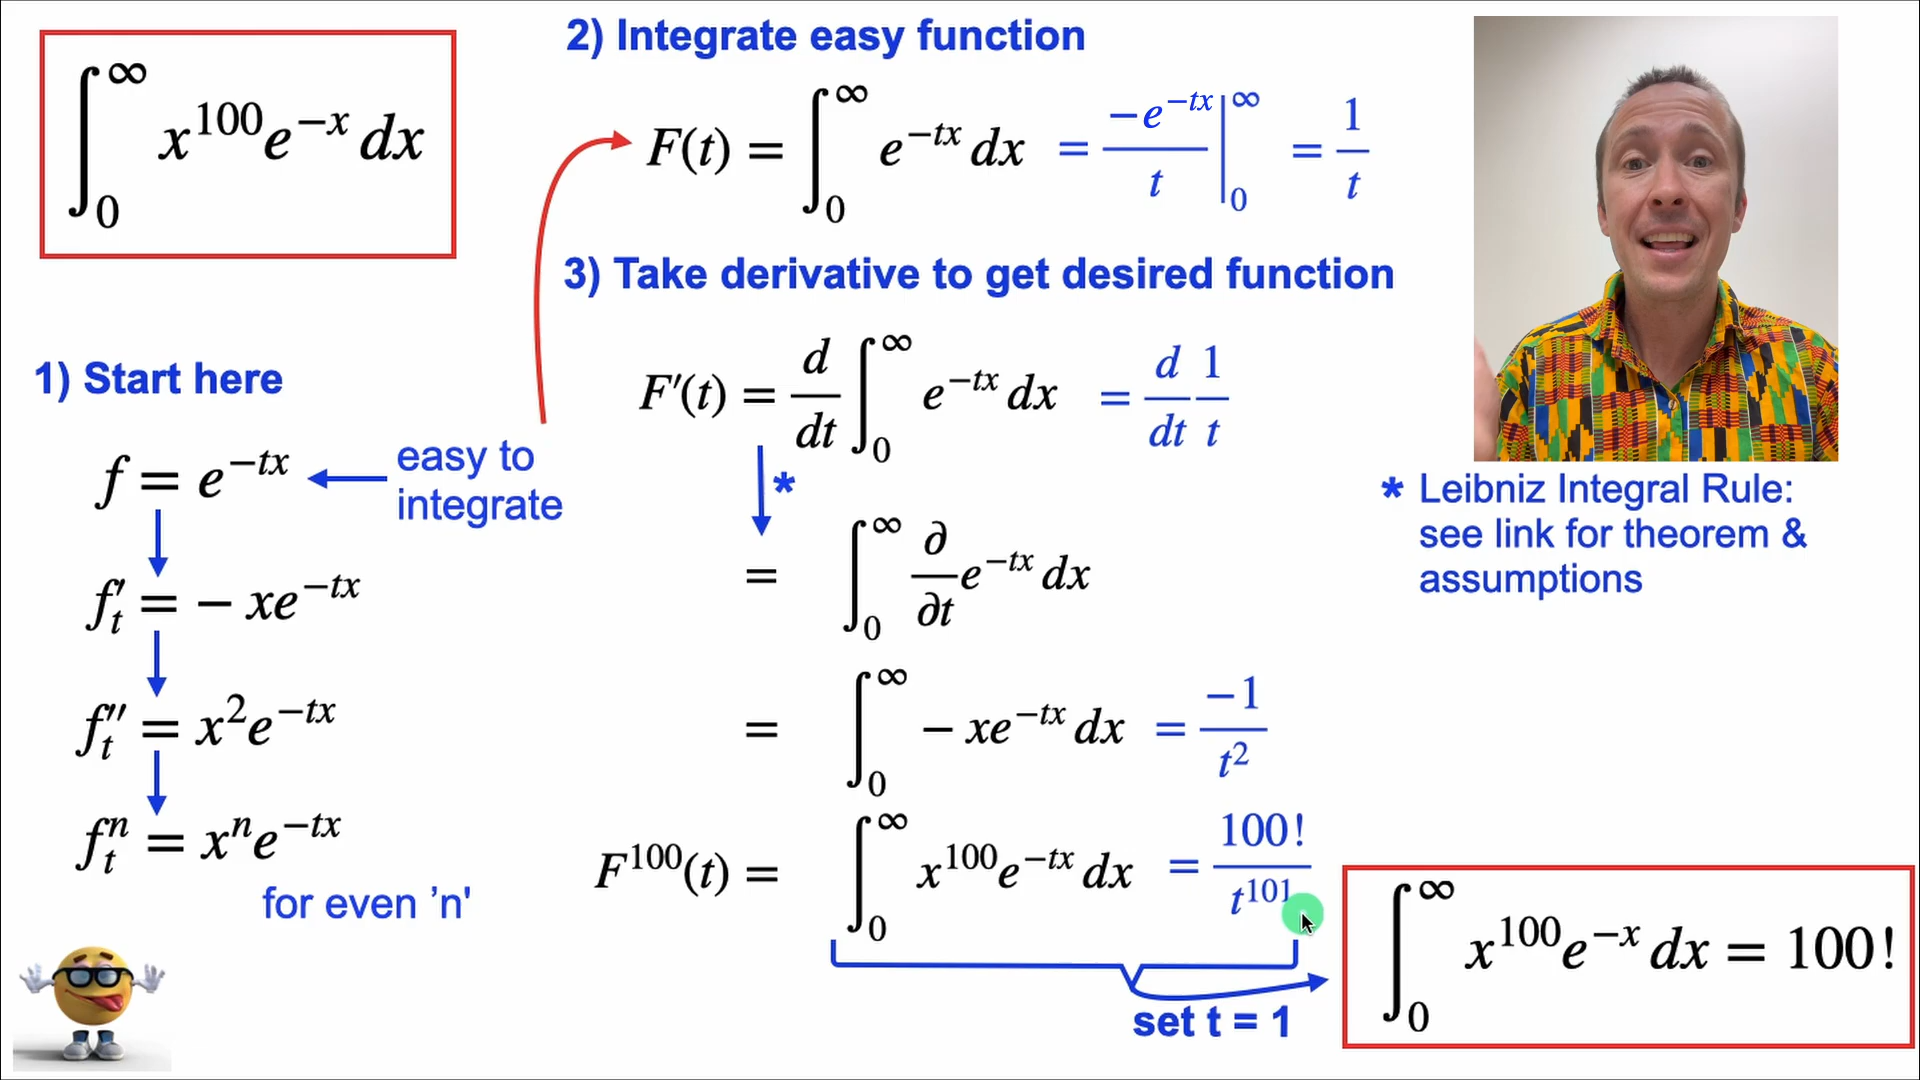 ∫₀^∞ x¹⁰⁰e⁻ˣ dx
1) Start here
f = e^{−tx}
easy to
integrate
f′ₜ = − xe^{−tx}
f″ₜ = x²e^{−tx}
fⁿₜ = xⁿe^{−tx}
for even 'n'
2) Integrate easy function
F(t) = ∫₀^∞ e^{−tx} dx = −e^{−tx}/t |₀^∞ = 1/t
3) Take derivative to get desired function
F′(t) = d/dt ∫₀^∞ e^{−tx} dx = d/dt 1/t
*
= ∫₀^∞ ∂/∂t e^{−tx} dx
= ∫₀^∞ − xe^{−tx} dx = −1/t²
F¹⁰⁰(t) = ∫₀^∞ x¹⁰⁰e^{−tx} dx = 100!/t¹⁰¹
set t = 1
* Leibniz Integral Rule:
see link for theorem &
assumptions
∫₀^∞ x¹⁰⁰e⁻ˣ dx = 100!